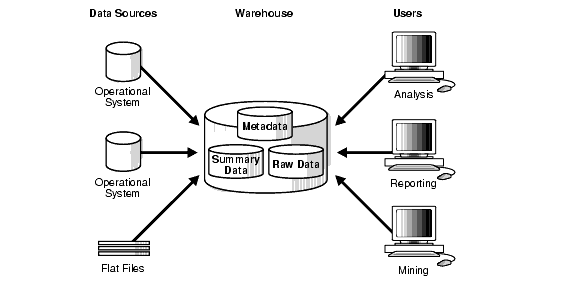 Data Sources
Warehouse
Users
Operational
System
Analysis
Metadata
Summary
Data
Raw Data
Operational
System
Reporting
Flat Files
Mining